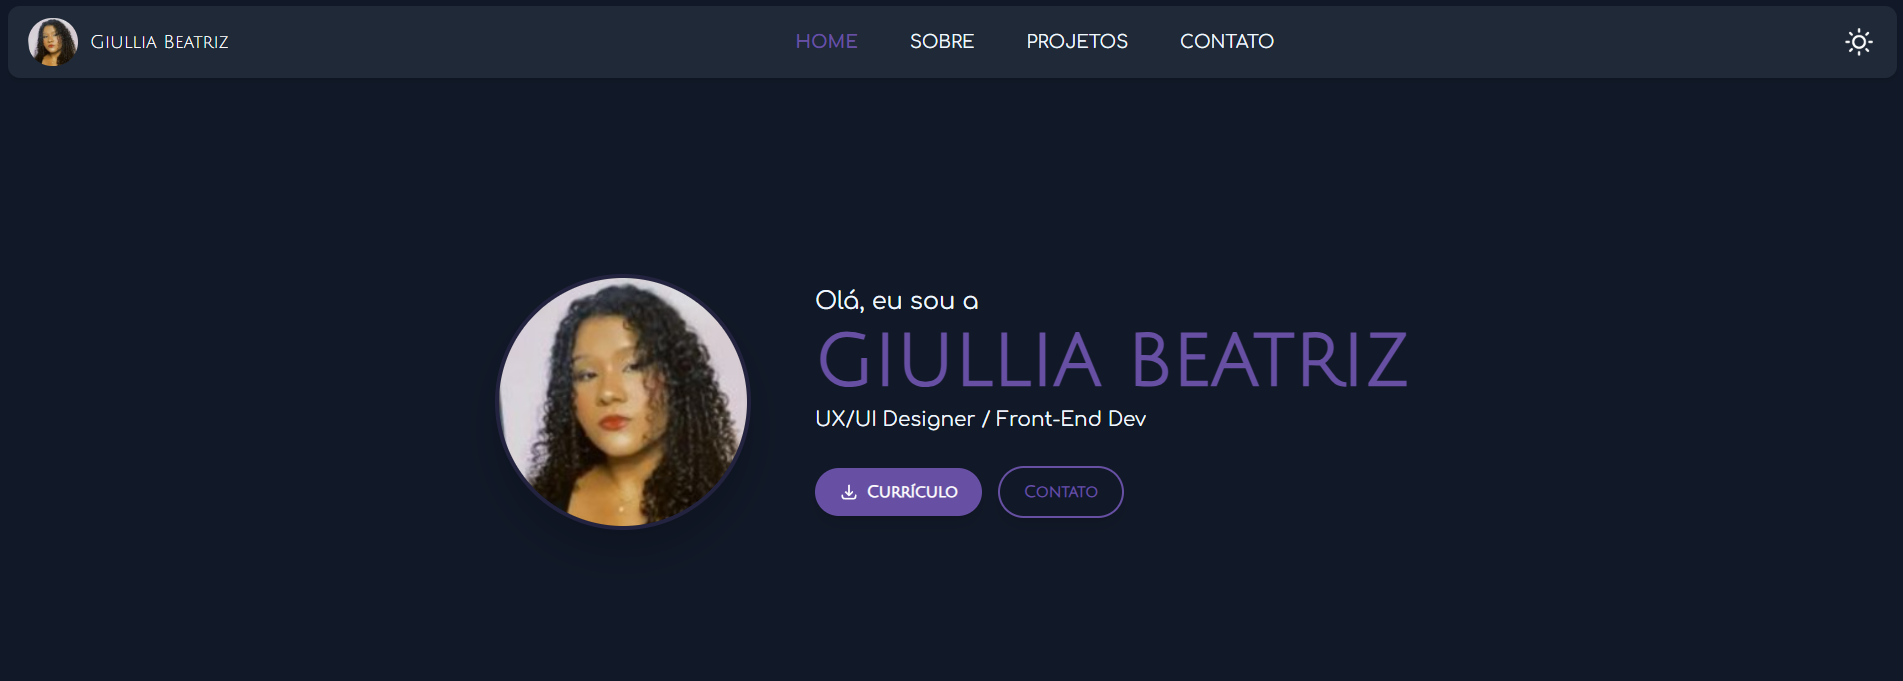 Giullia Beatriz
HOME SOBRE PROJETOS CONTATO
Olá, eu sou a
GIULLIA BEATRIZ
UX/UI Designer / Front-End Dev
Currículo Contato